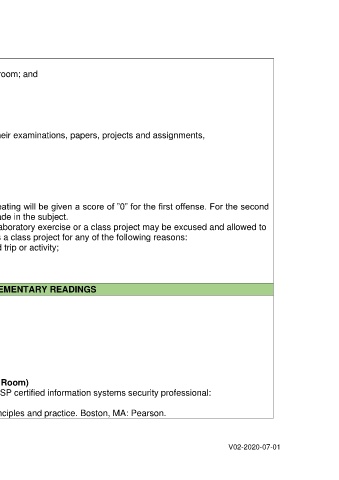 room; and
eir examinations, papers, projects and assignments,
eating will be given a score of "0" for the first offense. For the second
ade in the subject.
aboratory exercise or a class project may be excused and allowed to
a class project for any of the following reasons:
trip or activity;
EMENTARY READINGS
Room)
SP certified information systems security professional:
nciples and practice. Boston, MA: Pearson.
V02-2020-07-01